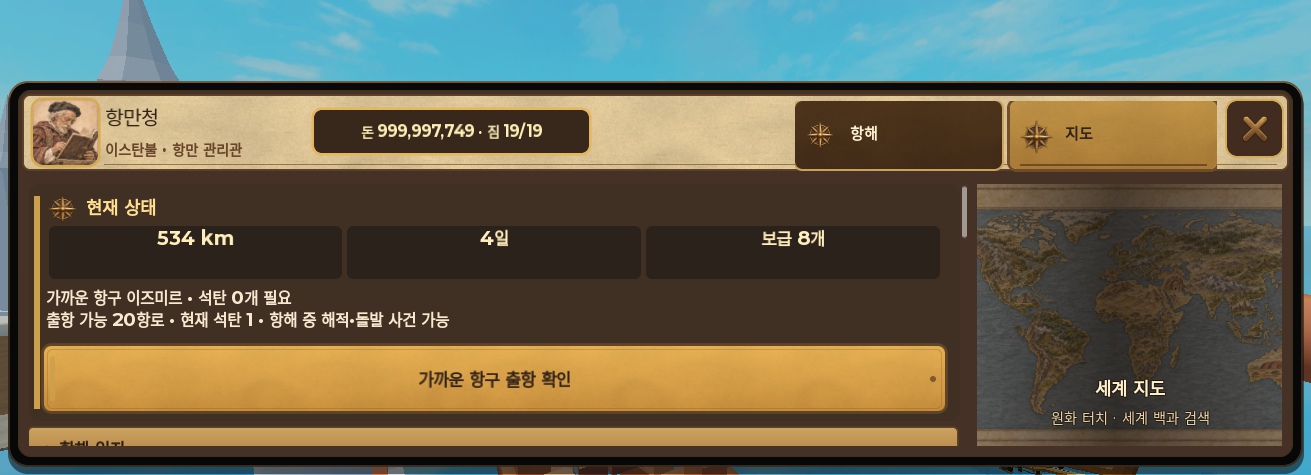 항만청
이스탄불 • 항만 관리관
돈 999,997,749 · 짐 19/19
항해
지도
현재 상태
534 km
4일
보급 8개
가까운 항구 이즈미르 • 석탄 0개 필요
출항 가능 20항로 • 현재 석탄 1 • 항해 중 해적•돌발 사건 가능
가까운 항구 출항 확인
세계 지도
원화 터치 · 세계 백과 검색